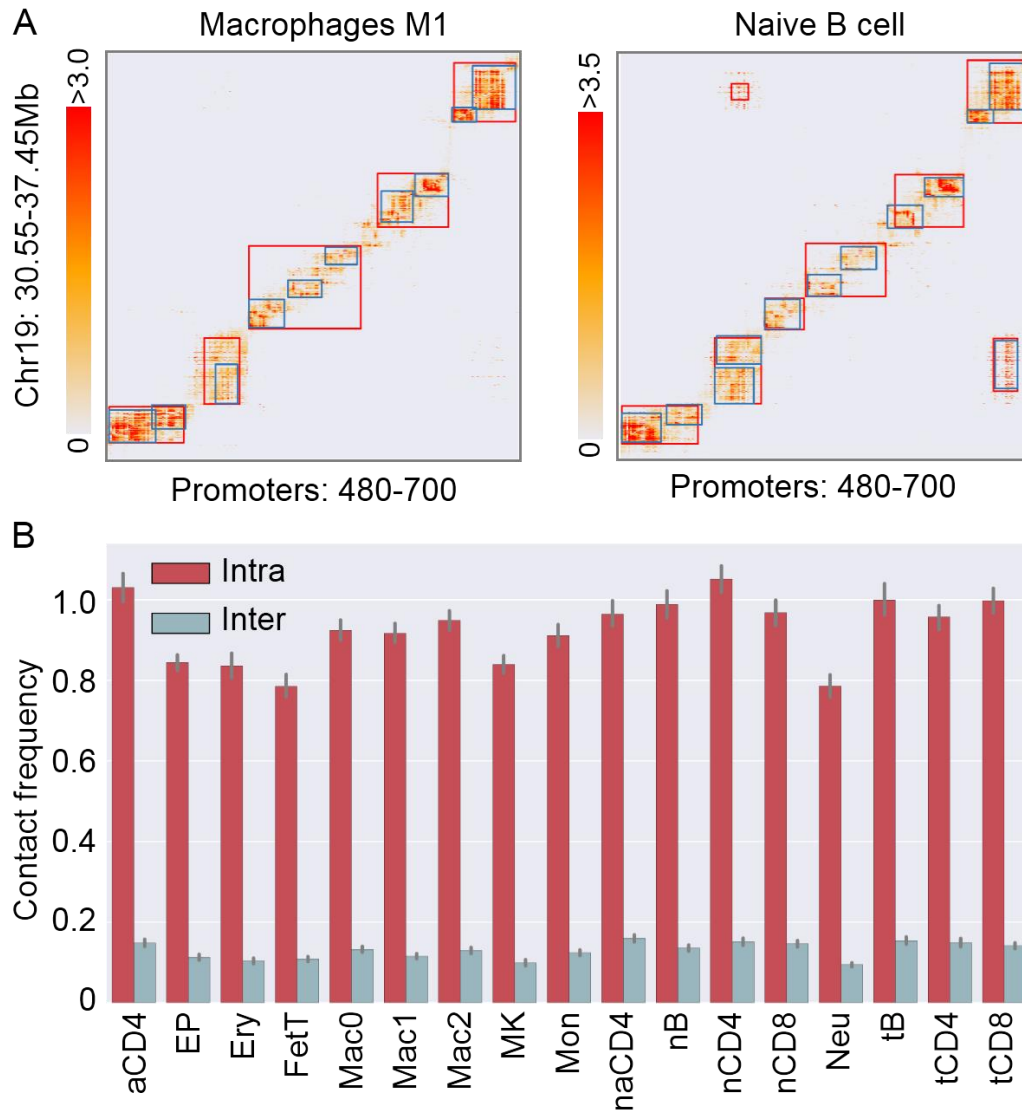 A
Macrophages M1
Naive B cell
Chr19: 30.55-37.45Mb
>3.0
0
>3.5
0
Promoters: 480-700
Promoters: 480-700
B
Contact frequency
Intra
Inter
1.0
0.8
0.6
0.4
0.2
0
aCD4
EP
Ery
FetT
Mac0
Mac1
Mac2
MK
Mon
naCD4
nB
nCD4
nCD8
Neu
tB
tCD4
tCD8